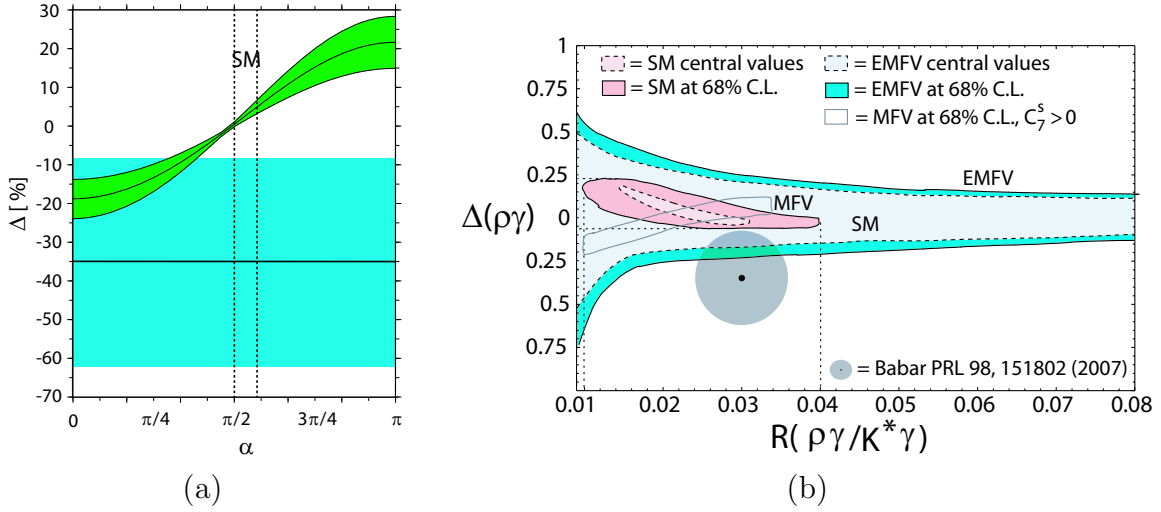 30
20
10
0
-10
-20
-30
-40
-50
-60
-70
Δ [%]
SM
0
π/4
π/2
3π/4
π
α
(a)
1
0.75
0.5
0.25
0
0.25
0.5
0.75
Δ(ργ)
= SM central values
= SM at 68% C.L.
= EMFV central values
= EMFV at 68% C.L.
= MFV at 68% C.L., C₇ˢ > 0
EMFV
MFV
SM
= Babar PRL 98, 151802 (2007)
0.01
0.02
0.03
0.04
0.05
0.06
0.07
0.08
R(ργ/K*γ)
(b)